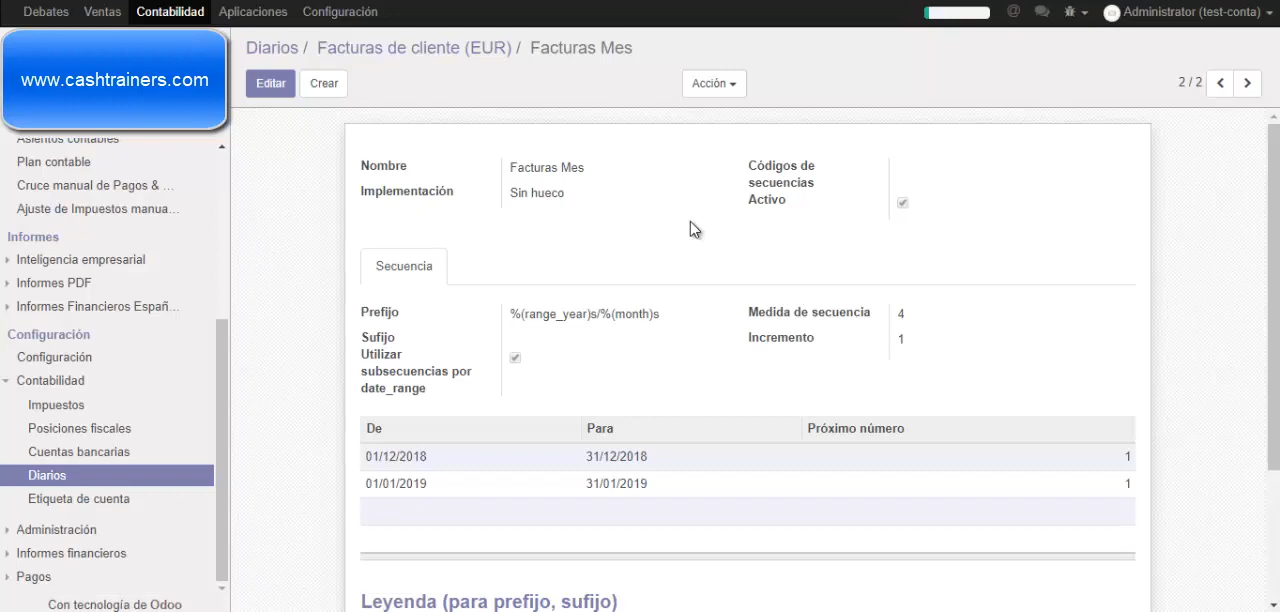 Debates Ventas Contabilidad Aplicaciones Configuración Administrator (test-conta)
www.cashtrainers.com
Diarios / Facturas de cliente (EUR) / Facturas Mes
Editar Crear Acción 2 / 2
Asientos contables
Plan contable
Cruce manual de Pagos & ...
Ajuste de Impuestos manua...
Informes
Inteligencia empresarial
Informes PDF
Informes Financieros Españ...
Configuración
Configuración
Contabilidad
Impuestos
Posiciones fiscales
Cuentas bancarias
Diarios
Etiqueta de cuenta
Administración
Informes financieros
Pagos
Con tecnología de Odoo
Nombre Facturas Mes
Implementación Sin hueco
Códigos de
secuencias
Activo
Secuencia
Prefijo %(range_year)s/%(month)s
Sufijo
Utilizar
subsecuencias por
date_range
Medida de secuencia 4
Incremento 1
De Para Próximo número
01/12/2018 31/12/2018 1
01/01/2019 31/01/2019 1
Leyenda (para prefijo, sufijo)